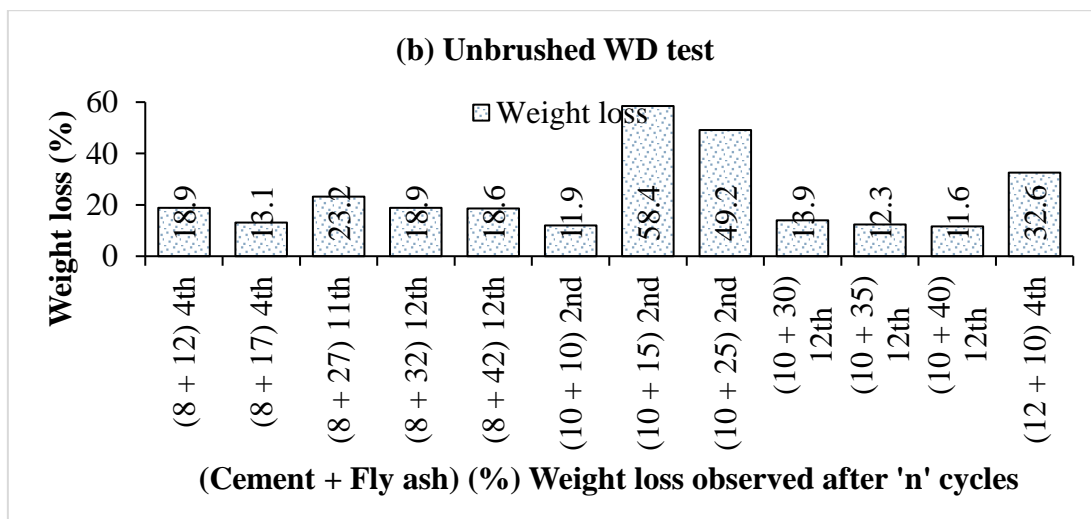 (b) Unbrushed WD test
Weight loss (%)
60
40
20
0
Weight loss
18.9
13.1
23.2
18.9
18.6
11.9
58.4
49.2
13.9
12.3
11.6
32.6
(8 + 12) 4th
(8 + 17) 4th
(8 + 27) 11th
(8 + 32) 12th
(8 + 42) 12th
(10 + 10) 2nd
(10 + 15) 2nd
(10 + 25) 2nd
(10 + 30)
12th
(10 + 35)
12th
(10 + 40)
12th
(12 + 10) 4th
(Cement + Fly ash) (%) Weight loss observed after 'n' cycles